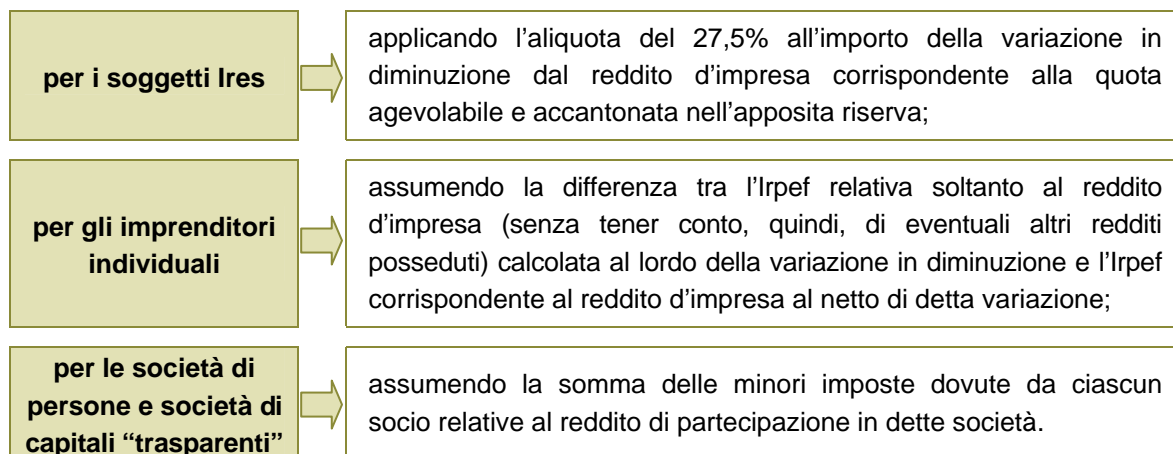 per i soggetti Ires
applicando l’aliquota del 27,5% all’importo della variazione in
diminuzione dal reddito d’impresa corrispondente alla quota
agevolabile e accantonata nell’apposita riserva;
per gli imprenditori
individuali
assumendo la differenza tra l’Irpef relativa soltanto al reddito
d’impresa (senza tener conto, quindi, di eventuali altri redditi
posseduti) calcolata al lordo della variazione in diminuzione e l’Irpef
corrispondente al reddito d’impresa al netto di detta variazione;
per le società di
persone e società di
capitali “trasparenti”
assumendo la somma delle minori imposte dovute da ciascun
socio relative al reddito di partecipazione in dette società.